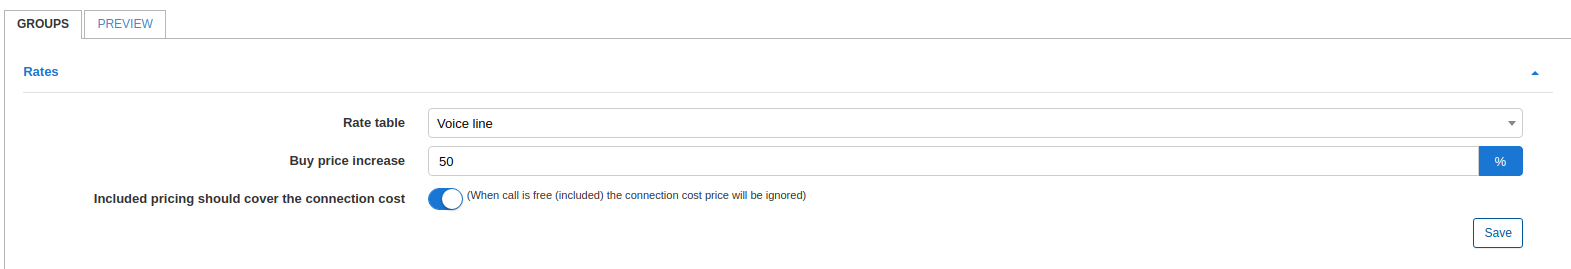 GROUPS
PREVIEW
Rates
Rate table
Voice line
Buy price increase
50
%
Included pricing should cover the connection cost
(When call is free (included) the connection cost price will be ignored)
Save